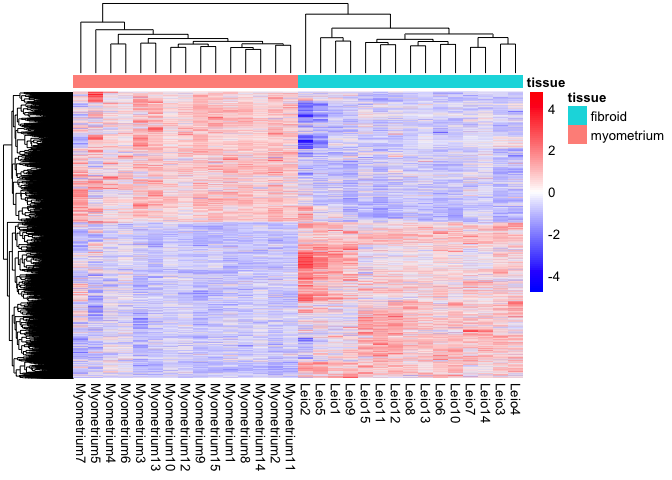 tissue
tissue
fibroid
myometrium
4
2
0
-2
-4
Myometrium7
Myometrium5
Myometrium4
Myometrium6
Myometrium3
Myometrium13
Myometrium10
Myometrium12
Myometrium9
Myometrium15
Myometrium1
Myometrium8
Myometrium14
Myometrium2
Myometrium11
Leio2
Leio5
Leio1
Leio9
Leio15
Leio11
Leio12
Leio8
Leio13
Leio6
Leio10
Leio7
Leio14
Leio3
Leio4